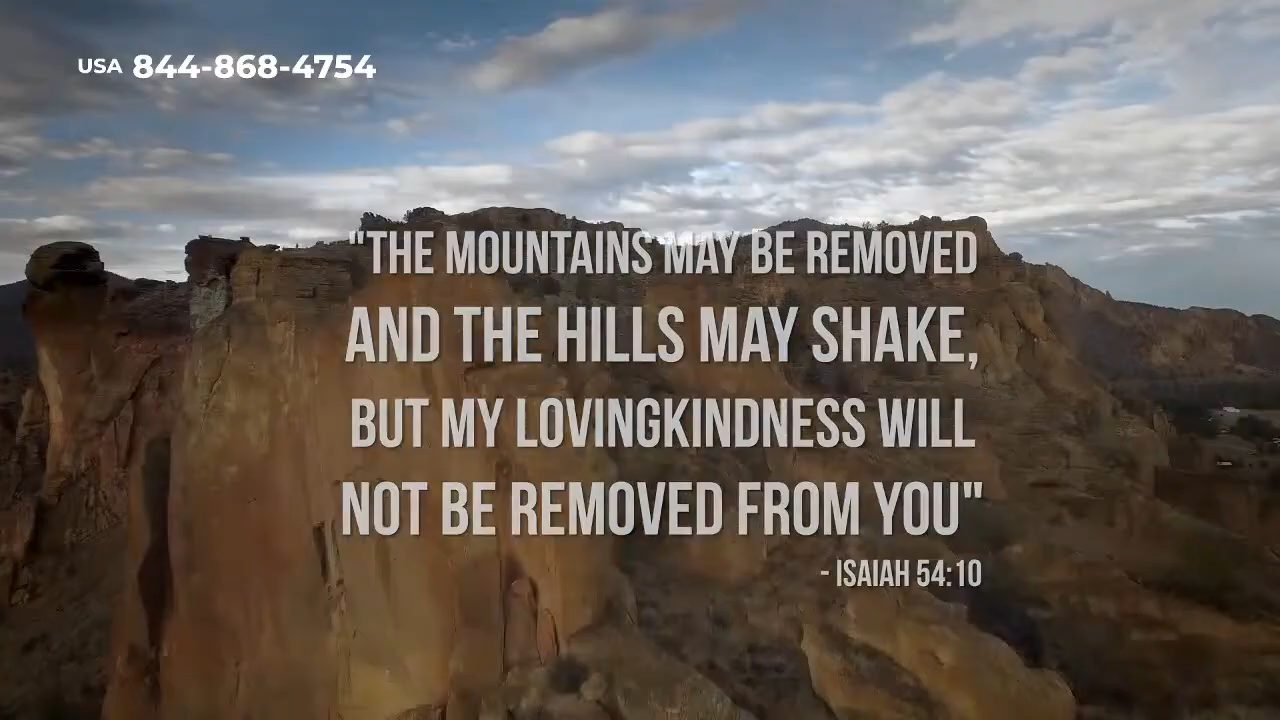 USA 844-868-4754
"THE MOUNTAINS MAY BE REMOVED
AND THE HILLS MAY SHAKE,
BUT MY LOVINGKINDNESS WILL
NOT BE REMOVED FROM YOU"
- ISAIAH 54:10